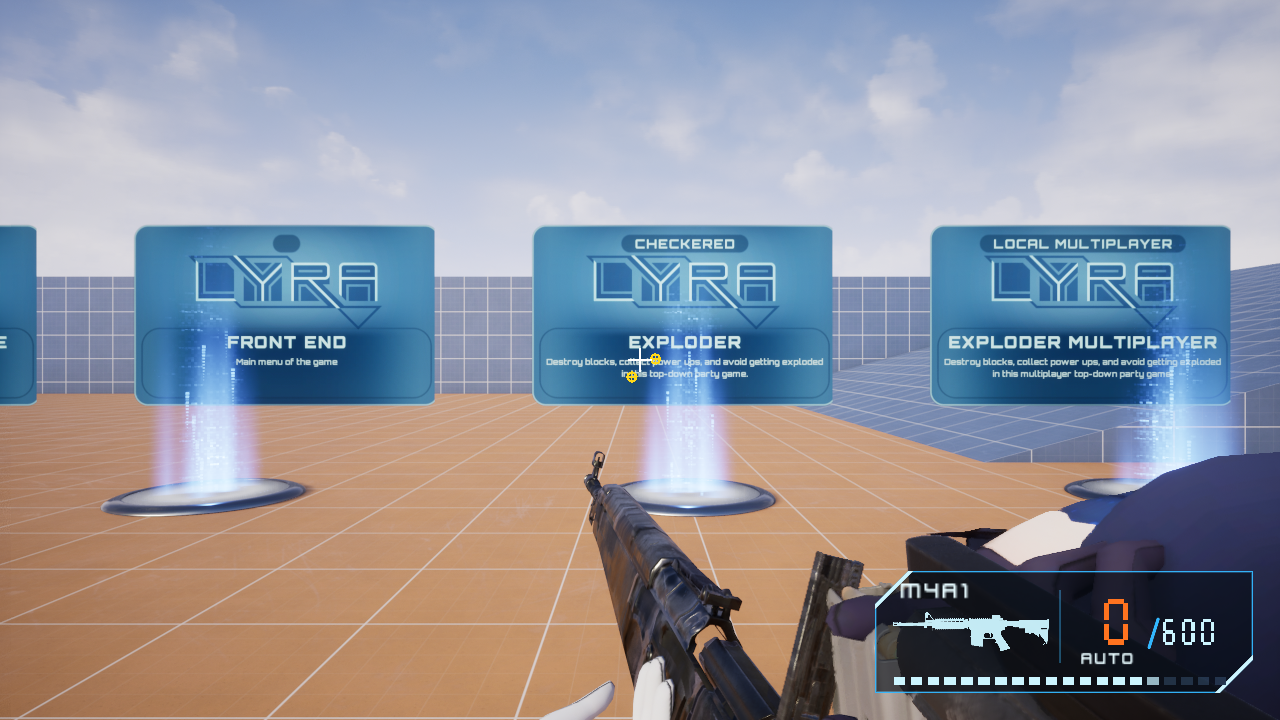 E
LYRA
FRONT END
Main menu of the game
CHECKERED
LYRA
EXPLODER
Destroy blocks, collect power ups, and avoid getting exploded
in this top-down party game.
LOCAL MULTIPLAYER
LYRA
EXPLODER MULTIPLAYER
Destroy blocks, collect power ups, and avoid getting exploded
in this multiplayer top-down party game.
M4A1
0 /600
AUTO